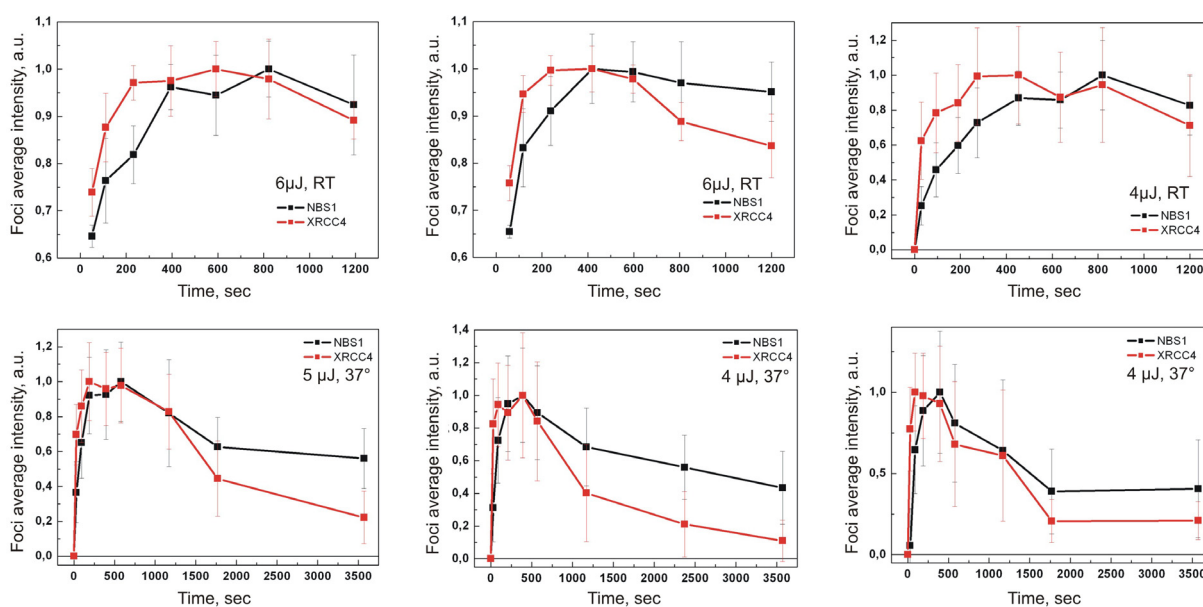 Foci average intensity, a.u.
1,1
1,0
0,9
0,8
0,7
0,6
6µJ, RT
NBS1
XRCC4
0 200 400 600 800 1000 1200
Time, sec
Foci average intensity, a.u.
1,1
1,0
0,9
0,8
0,7
0,6
6µJ, RT
NBS1
XRCC4
0 200 400 600 800 1000 1200
Time, sec
Foci average intensity, a.u.
1,2
1,0
0,8
0,6
0,4
0,2
0,0
4µJ, RT
NBS1
XRCC4
0 200 400 600 800 1000 1200
Time, sec
Foci average intensity, a.u.
1,2
1,0
0,8
0,6
0,4
0,2
0,0
NBS1
XRCC4
5 µJ, 37°
0 500 1000 1500 2000 2500 3000 3500
Time, sec
Foci average intensity, a.u.
1,4
1,2
1,0
0,8
0,6
0,4
0,2
0,0
NBS1
XRCC4
4 µJ, 37°
0 500 1000 1500 2000 2500 3000 3500
Time, sec
Foci average intensity, a.u.
1,0
0,5
0,0
NBS1
XRCC4
4 µJ, 37°
0 500 1000 1500 2000 2500 3000 3500
Time, sec